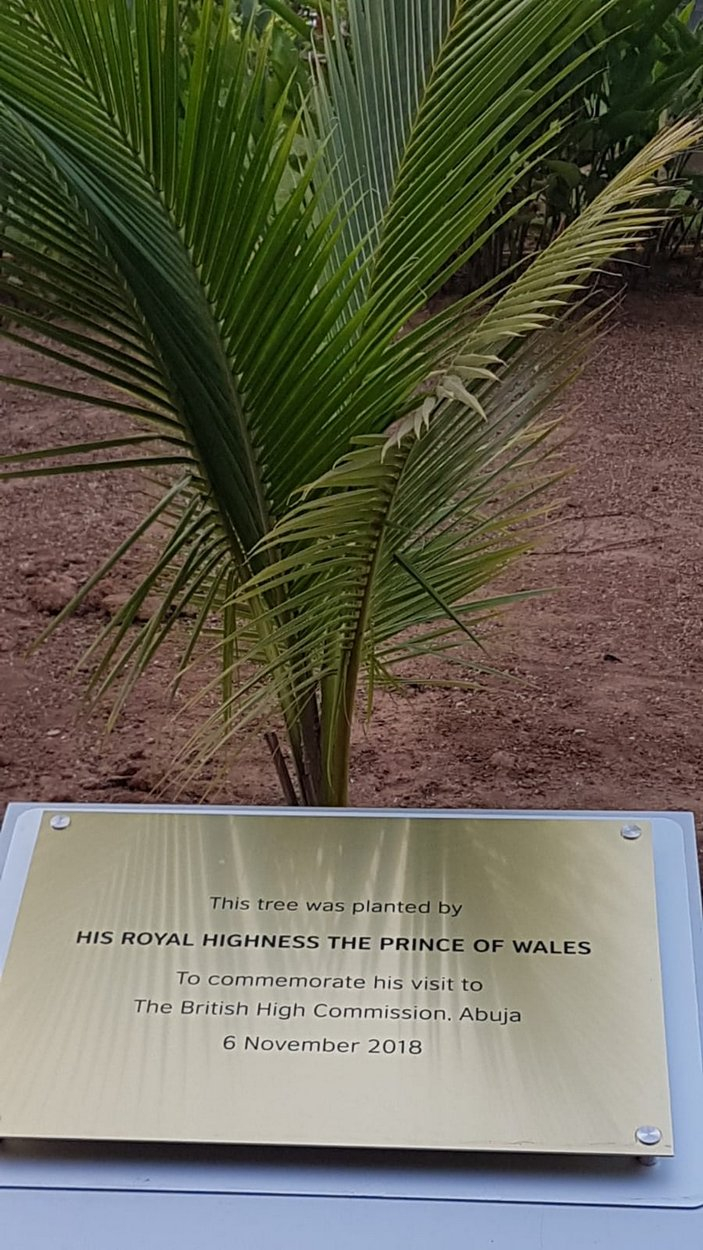 This tree was planted by
HIS ROYAL HIGHNESS THE PRINCE OF WALES
To commemorate his visit to
The British High Commission. Abuja
6 November 2018